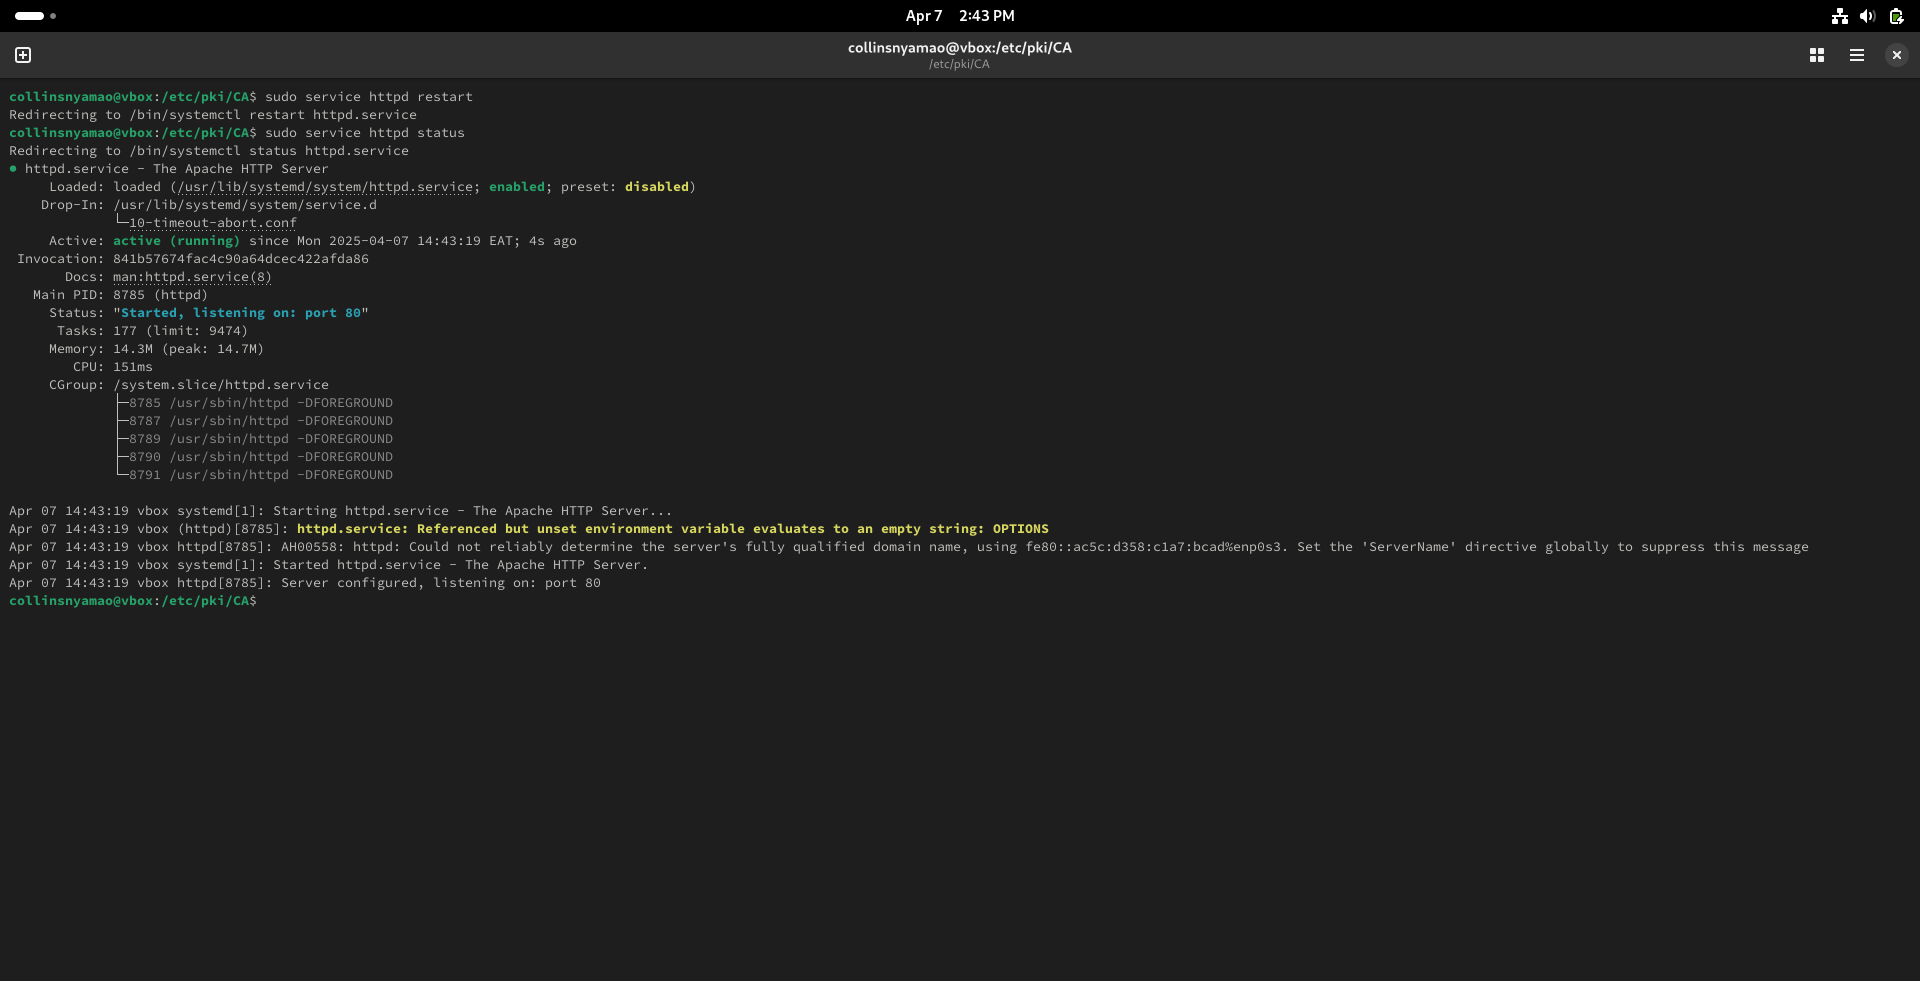 Apr 7 2:43 PM
collinsnyamao@vbox:/etc/pki/CA
/etc/pki/CA
collinsnyamao@vbox:/etc/pki/CA$ sudo service httpd restart
Redirecting to /bin/systemctl restart httpd.service
collinsnyamao@vbox:/etc/pki/CA$ sudo service httpd status
Redirecting to /bin/systemctl status httpd.service
● httpd.service - The Apache HTTP Server
     Loaded: loaded (/usr/lib/systemd/system/httpd.service; enabled; preset: disabled)
    Drop-In: /usr/lib/systemd/system/service.d
             └─10-timeout-abort.conf
     Active: active (running) since Mon 2025-04-07 14:43:19 EAT; 4s ago
 Invocation: 841b57674fac4c90a64dcec422afda86
       Docs: man:httpd.service(8)
   Main PID: 8785 (httpd)
     Status: "Started, listening on: port 80"
      Tasks: 177 (limit: 9474)
     Memory: 14.3M (peak: 14.7M)
        CPU: 151ms
     CGroup: /system.slice/httpd.service
             ├─8785 /usr/sbin/httpd -DFOREGROUND
             ├─8787 /usr/sbin/httpd -DFOREGROUND
             ├─8789 /usr/sbin/httpd -DFOREGROUND
             ├─8790 /usr/sbin/httpd -DFOREGROUND
             └─8791 /usr/sbin/httpd -DFOREGROUND
Apr 07 14:43:19 vbox systemd[1]: Starting httpd.service - The Apache HTTP Server...
Apr 07 14:43:19 vbox (httpd)[8785]: httpd.service: Referenced but unset environment variable evaluates to an empty string: OPTIONS
Apr 07 14:43:19 vbox httpd[8785]: AH00558: httpd: Could not reliably determine the server's fully qualified domain name, using fe80::ac5c:d358:c1a7:bcad%enp0s3. Set the 'ServerName' directive globally to suppress this message
Apr 07 14:43:19 vbox systemd[1]: Started httpd.service - The Apache HTTP Server.
Apr 07 14:43:19 vbox httpd[8785]: Server configured, listening on: port 80
collinsnyamao@vbox:/etc/pki/CA$